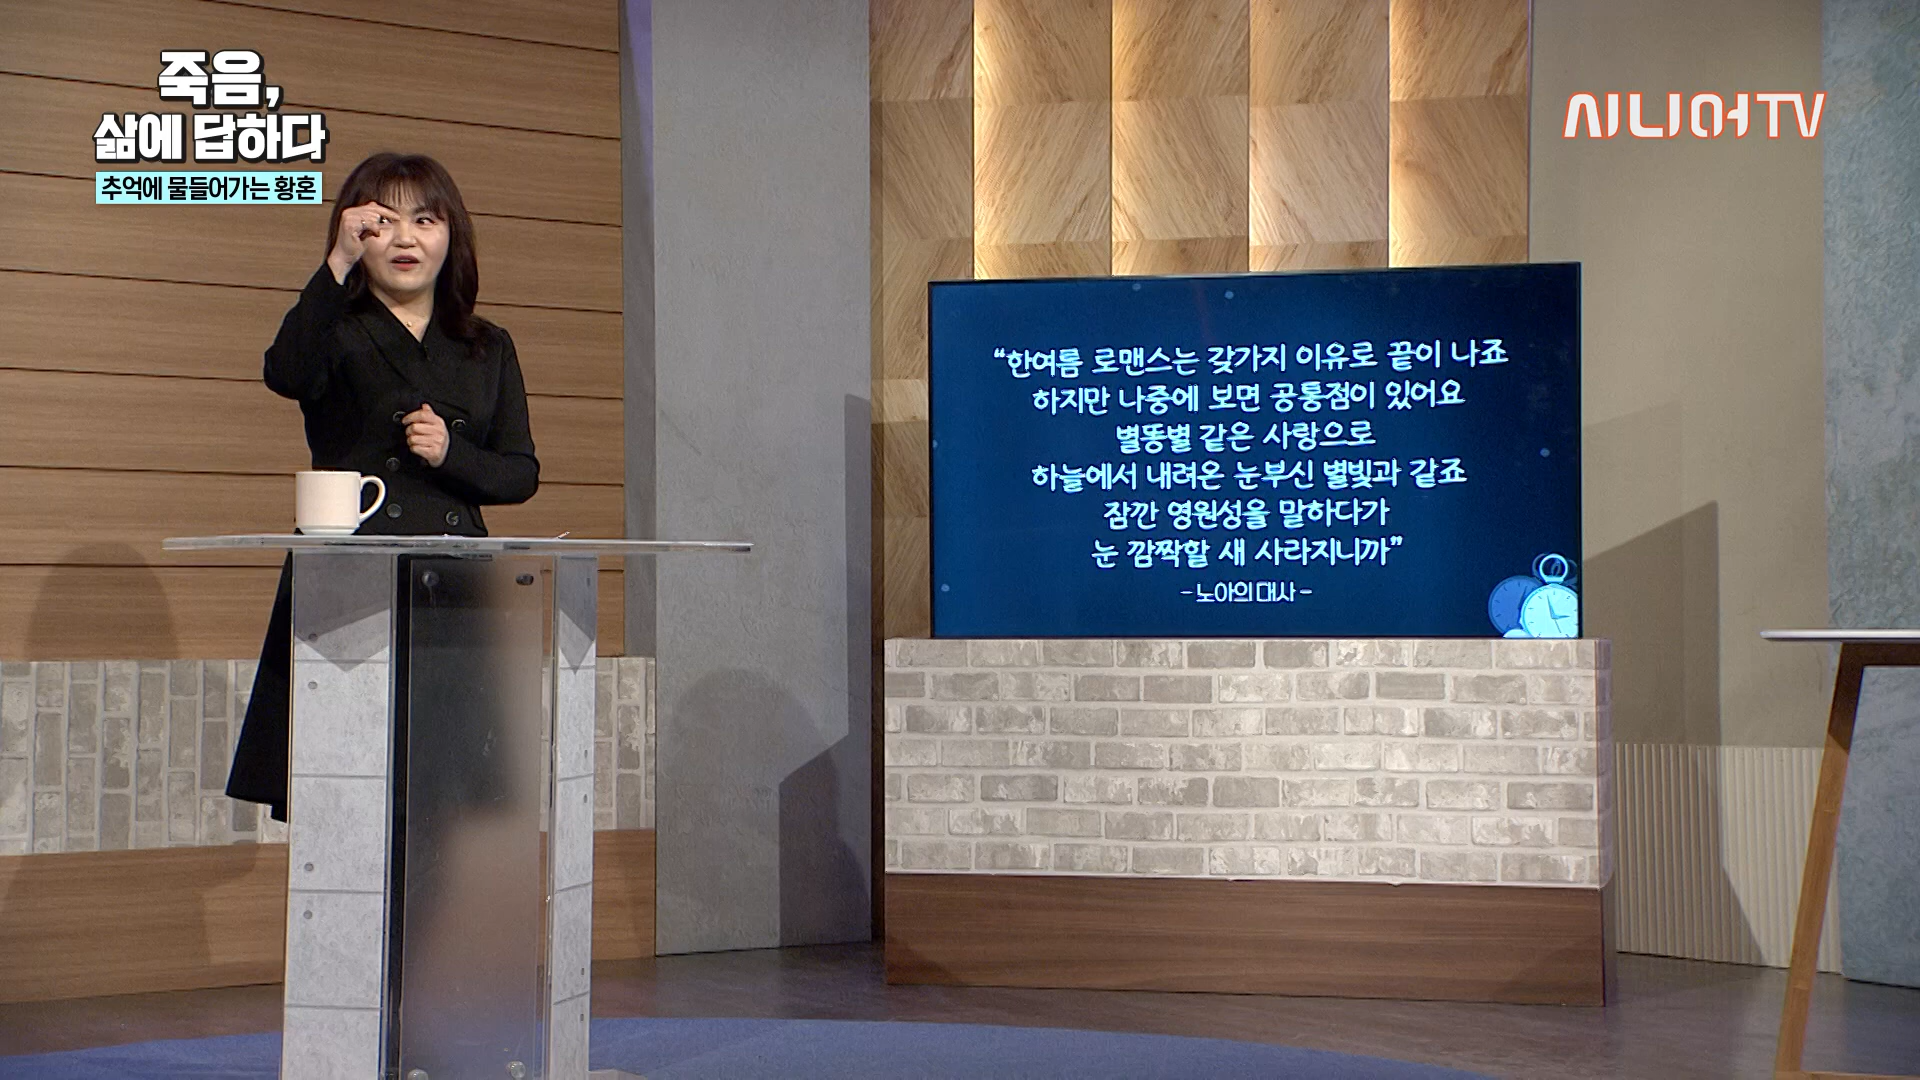 죽음,
삶에 답하다
추억에 물들어가는 황혼
시니어TV
“한여름 로맨스는 갖가지 이유로 끝이 나죠
하지만 나중에 보면 공통점이 있어요
별똥별 같은 사랑으로
하늘에서 내려온 눈부신 별빛과 같죠
잠깐 영원성을 말하다가
눈 깜짝할 새 사라지니까”
- 노아의 대사 -